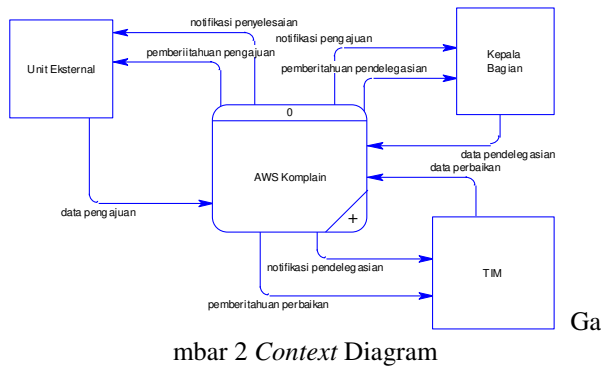 notifikasi penyelesaian
pemberiitahuan pengajuan
notifikasi pengajuan
pemberitahuan pendelegasian
Unit Eksternal
Kepala
Bagian
0
AWS Komplain
+
data pengajuan
data pendelegasian
data perbaikan
notifikasi pendelegasian
pemberitahuan perbaikan
TIM
Ga
mbar 2 Context Diagram